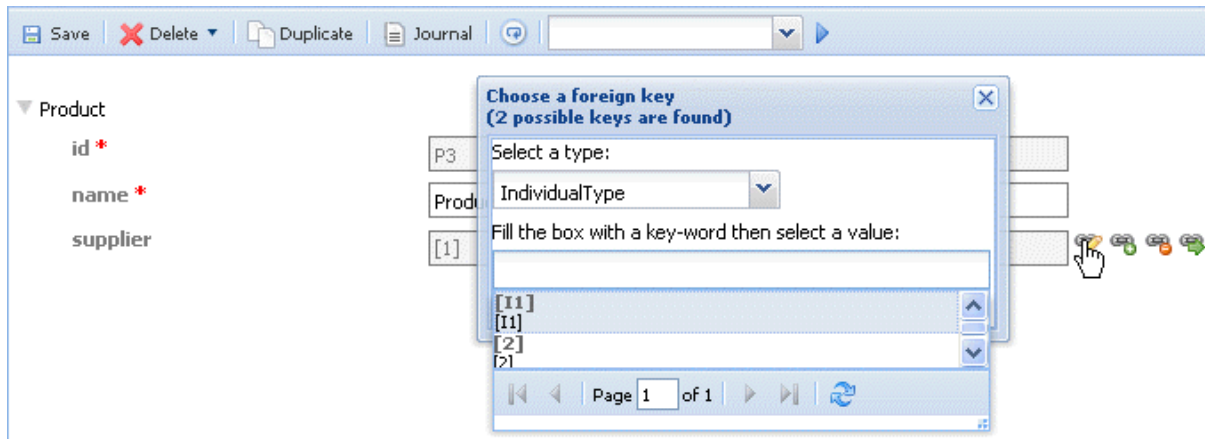 Save Delete Duplicate Journal
Choose a foreign key
(2 possible keys are found)
Product
id *
P3
Select a type:
IndividualType
name *
Produ
Fill the box with a key-word then select a value:
supplier
[1]
[I1]
[I1]
[2]
[2]
Page 1 of 1